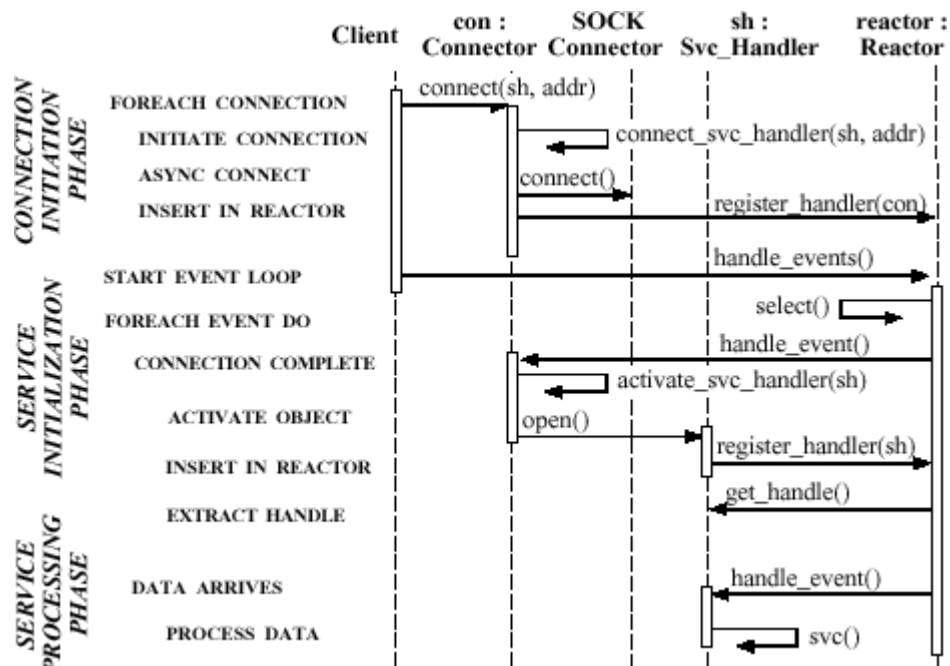 Client
con :
Connector
SOCK
Connector
sh :
Svc_Handler
reactor :
Reactor
CONNECTION
INITIATION
PHASE
FOREACH CONNECTION
connect(sh, addr)
INITIATE CONNECTION
connect_svc_handler(sh, addr)
ASYNC CONNECT
connect()
INSERT IN REACTOR
register_handler(con)
START EVENT LOOP
handle_events()
SERVICE
INITIALIZATION
PHASE
FOREACH EVENT DO
select()
handle_event()
CONNECTION COMPLETE
activate_svc_handler(sh)
ACTIVATE OBJECT
open()
register_handler(sh)
INSERT IN REACTOR
get_handle()
EXTRACT HANDLE
SERVICE
PROCESSING
PHASE
DATA ARRIVES
handle_event()
PROCESS DATA
svc()